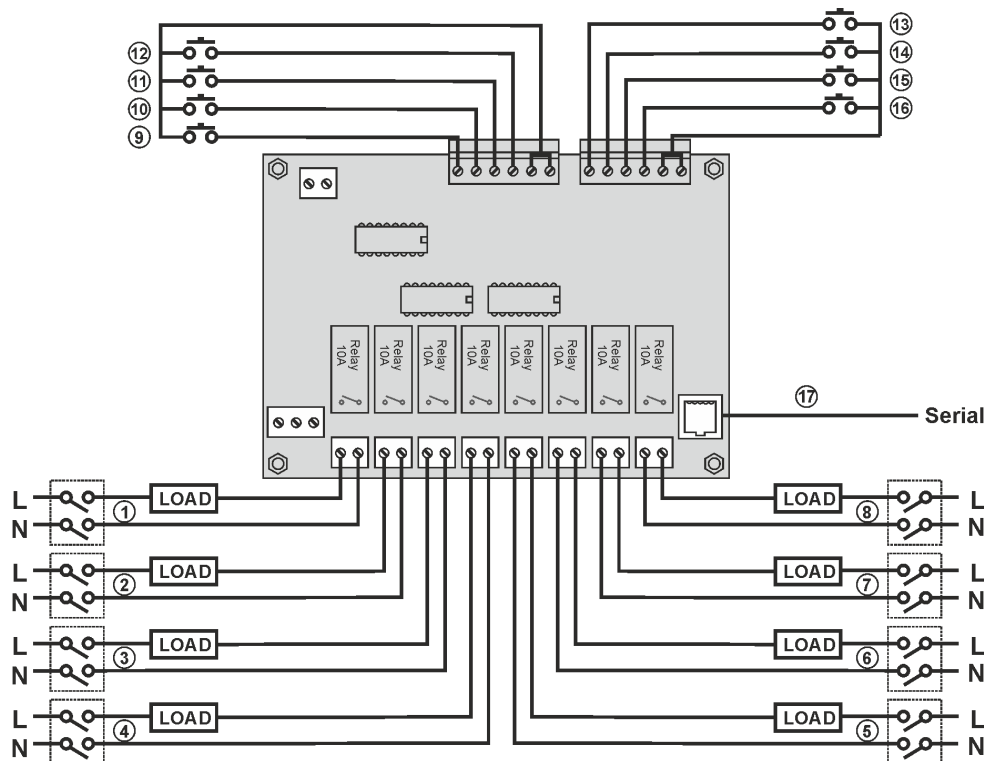 12
11
10
9
13
14
15
16
Relay 10A
Relay 10A
Relay 10A
Relay 10A
Relay 10A
Relay 10A
Relay 10A
Relay 10A
17
Serial
L
N
1
LOAD
LOAD
8
L
N
L
N
2
LOAD
LOAD
7
L
N
L
N
3
LOAD
LOAD
6
L
N
L
N
4
LOAD
LOAD
5
L
N